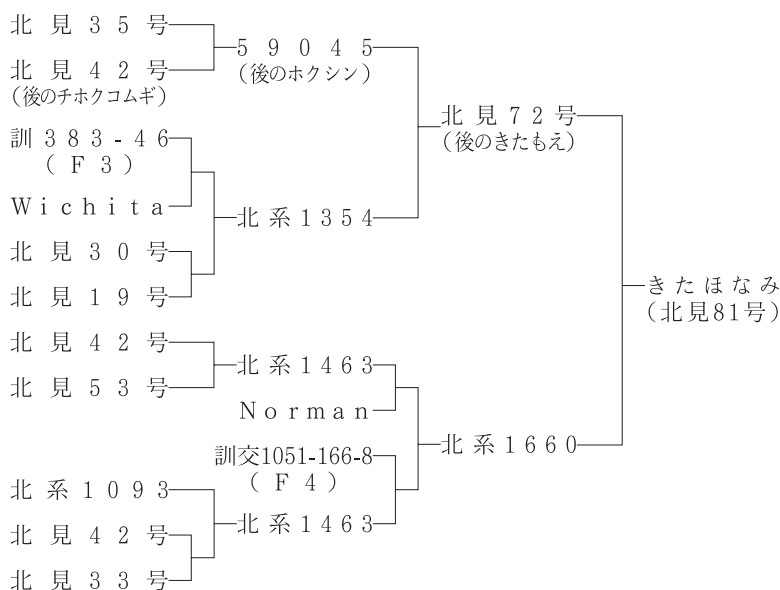 北見35号
北見42号
(後のチホクコムギ)
59045
(後のホクシン)
訓383-46
(F3)
Wichita
北見30号
北見19号
北系1354
北見72号
(後のきたもえ)
北見42号
北見53号
北系1463
Norman
訓交1051-166-8
(F4)
北系1093
北見42号
北見33号
北系1463
北系1660
きたほなみ
(北見81号)